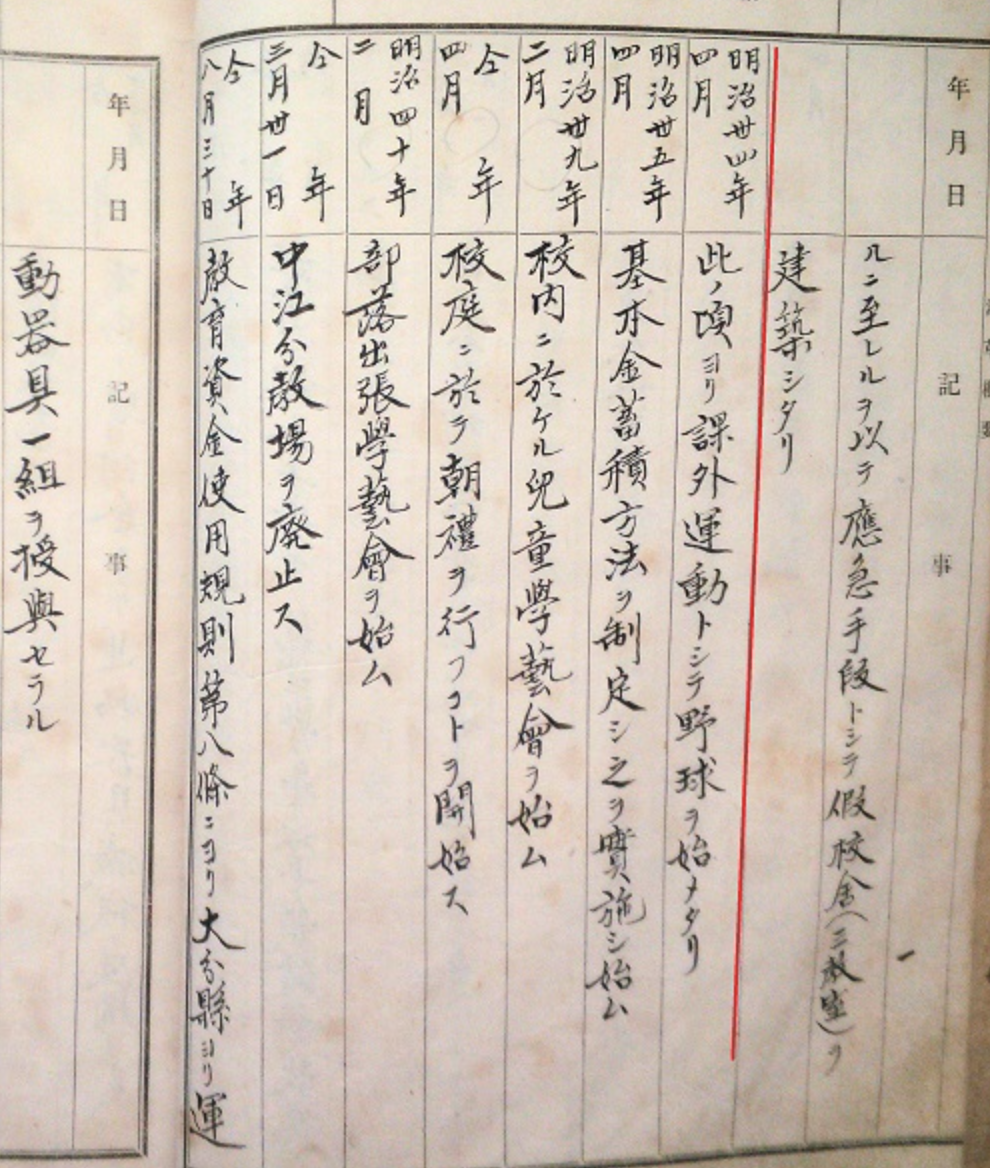 年月日
記事
ルニ至レルヲ以テ應急手段トシテ假校舎(三教室)ヲ
建築シタリ
明治卅四年
四月
此ノ頃ヨリ課外運動トシテ野球ヲ始メタリ
明治卅五年
四月
基本金蓄積方法ヲ制定シ之ヲ實施シ始ム
明治卅九年
二月
校内ニ於ケル兒童學藝會ヲ始ム
仝年
四月
校庭ニ於テ朝禮ヲ行フコトヲ開始ス
明治四十年
二月
部落出張學藝會ヲ始ム
仝年
三月卅一日
中江分敎場ヲ廃止ス
仝年
八月三十日
敎育資金使用規則第八條ニヨリ大分縣ヨリ運
年月日
記事
動器具一組ヲ授與セラル